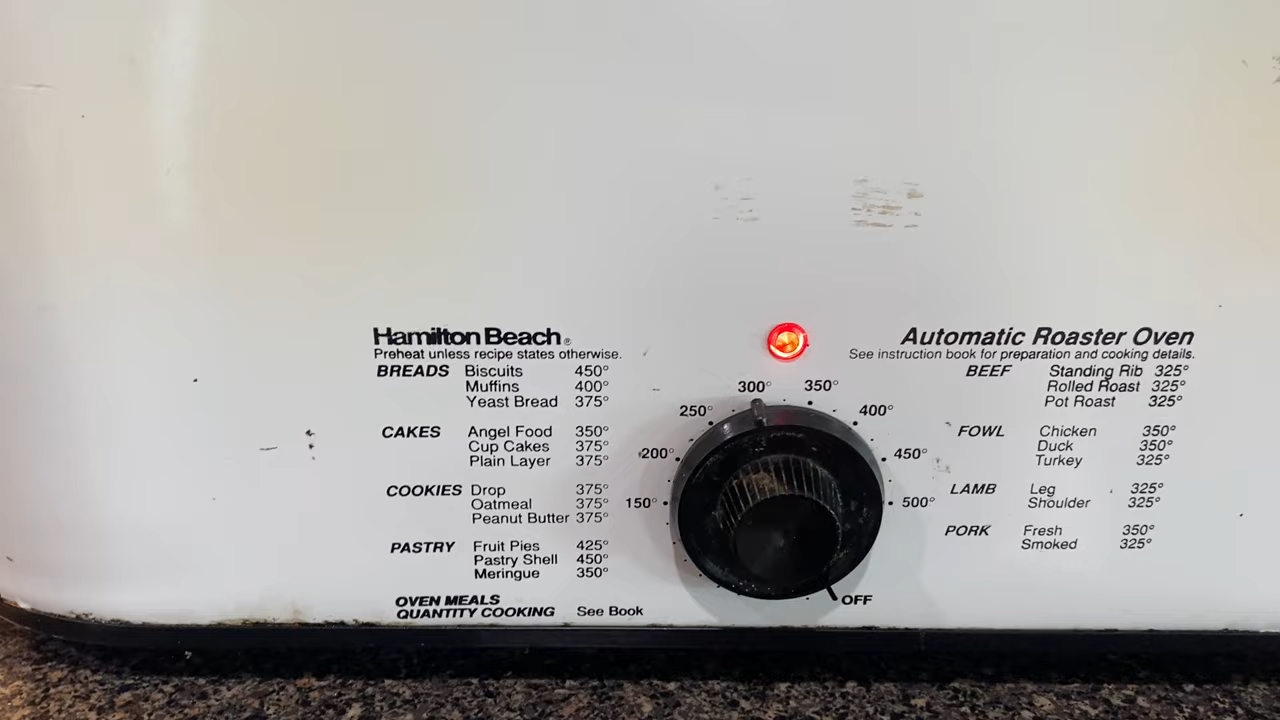 Hamilton Beach®
Preheat unless recipe states otherwise.
BREADS Biscuits 450°
Muffins 400°
Yeast Bread 375°
CAKES Angel Food 350°
Cup Cakes 375°
Plain Layer 375°
COOKIES Drop 375°
Oatmeal 375°
Peanut Butter 375°
PASTRY Fruit Pies 425°
Pastry Shell 450°
Meringue 350°
OVEN MEALS
QUANTITY COOKING See Book
300° 350°
250° 400°
200° 450°
150° 500°
OFF
Automatic Roaster Oven
See instruction book for preparation and cooking details.
BEEF Standing Rib 325°
Rolled Roast 325°
Pot Roast 325°
FOWL Chicken 350°
Duck 350°
Turkey 325°
LAMB Leg 325°
Shoulder 325°
PORK Fresh 350°
Smoked 325°